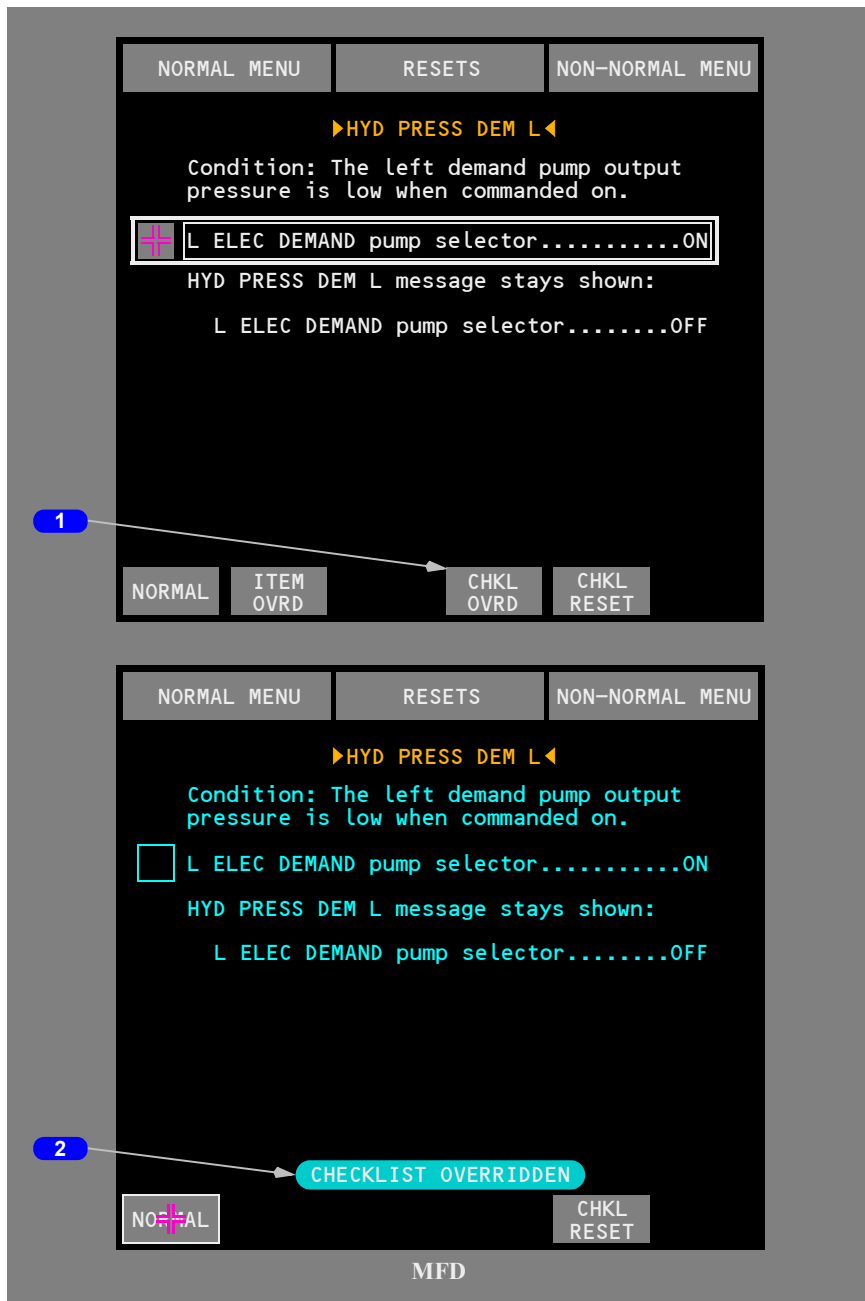 NORMAL MENU RESETS NON-NORMAL MENU
HYD PRESS DEM L
Condition: The left demand pump output
pressure is low when commanded on.
L ELEC DEMAND pump selector...........ON
HYD PRESS DEM L message stays shown:
L ELEC DEMAND pump selector........OFF
1
NORMAL ITEM OVRD CHKL OVRD CHKL RESET
NORMAL MENU RESETS NON-NORMAL MENU
HYD PRESS DEM L
Condition: The left demand pump output
pressure is low when commanded on.
L ELEC DEMAND pump selector...........ON
HYD PRESS DEM L message stays shown:
L ELEC DEMAND pump selector........OFF
2
CHECKLIST OVERRIDDEN
NORMAL CHKL RESET
MFD